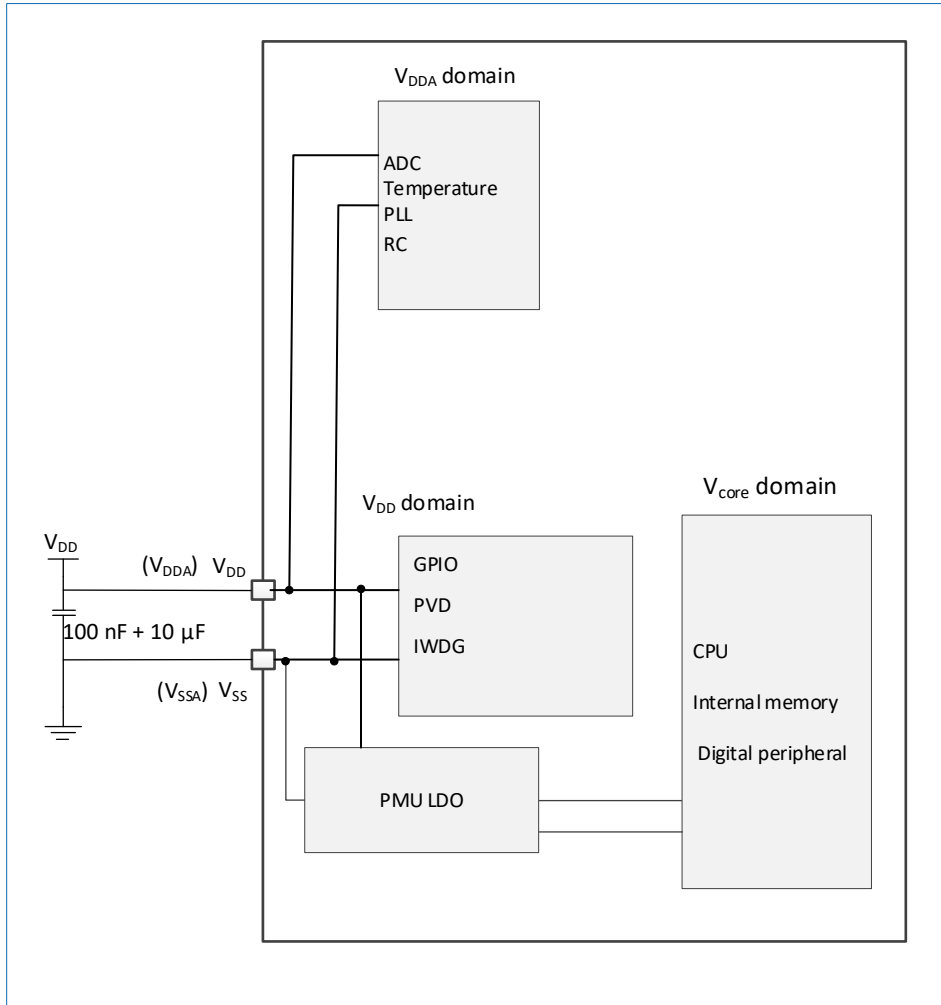 VDDA domain
ADC
Temperature
PLL
RC
Vcore domain
VDD domain
VDD
(VDDA) VDD
GPIO
PVD
100 nF + 10 µF
IWDG
CPU
(VSSA) VSS
Internal memory
Digital peripheral
PMU LDO